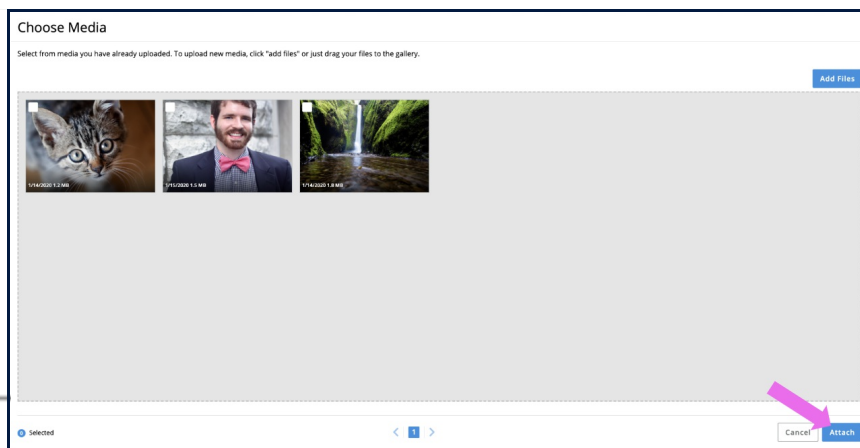 Choose Media
Select from media you have already uploaded. To upload new media, click "add files" or just drag your files to the gallery.
Add Files
1/14/2020 1.2 MB
1/15/2020 1.5 MB
1/14/2020 1.8 MB
0 Selected
< 1 >
Cancel
Attach